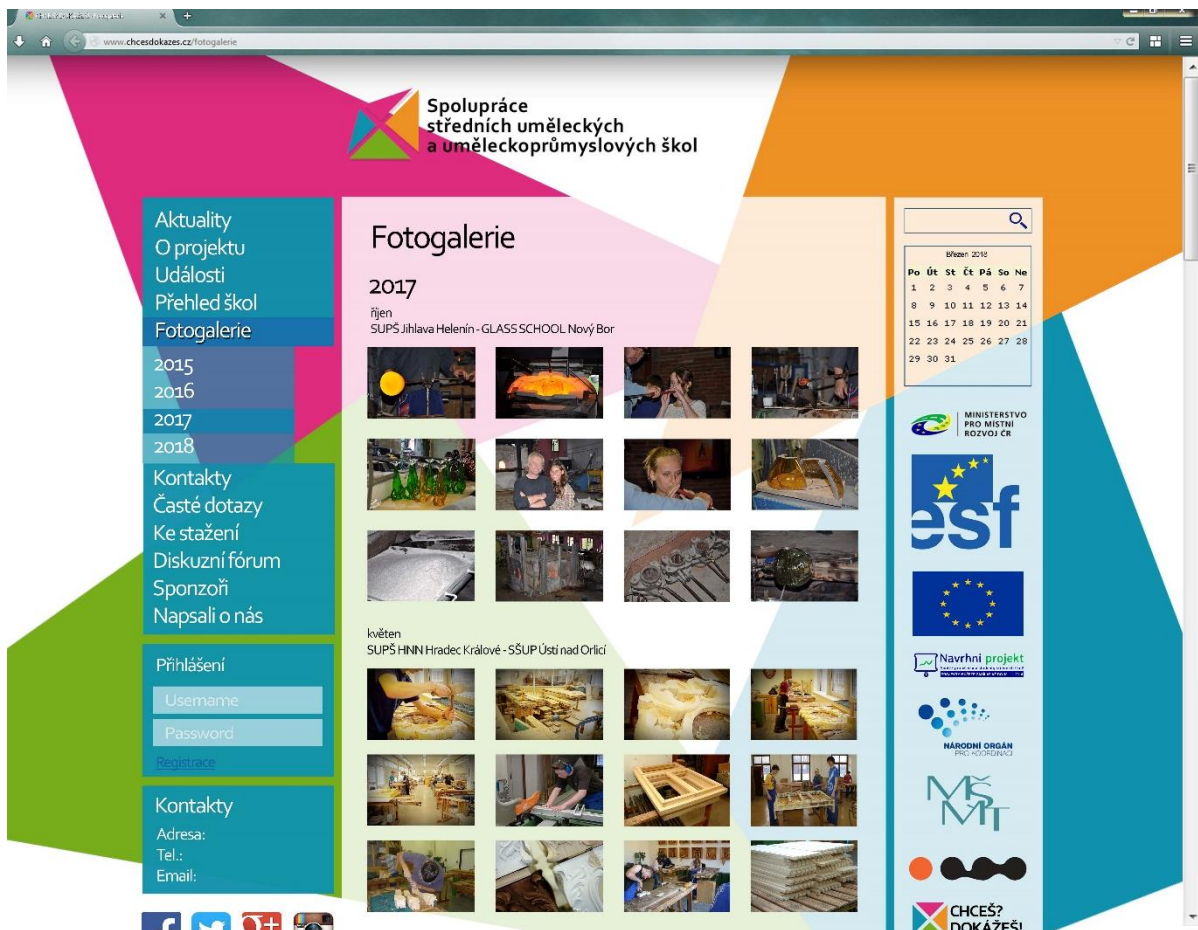 www.chcesdokazes.cz/fotogalerie
Spolupráce
středních uměleckých
a uměleckoprůmyslových škol
Aktuality
O projektu
Události
Přehled škol
Fotogalerie
2015
2016
2017
2018
Kontakty
Časté dotazy
Ke stažení
Diskuzní fórum
Sponzoři
Napsali o nás
Přihlášení
Username
Password
Registrace
Kontakty
Adresa:
Tel.:
Email:
Fotogalerie
2017
říjen
SUPŠ Jihlava Helenín - GLASS SCHOOL Nový Bor
květen
SUPŠ HNN Hradec Králové - SŠUP Ústí nad Orlicí
Březen 2018
Po Út St Čt Pá So Ne
1 2 3 4 5 6 7
8 9 10 11 12 13 14
15 16 17 18 19 20 21
22 23 24 25 26 27 28
29 30 31
MINISTERSTVO
PRO MÍSTNÍ
ROZVOJ ČR
esf
Navrhni projekt
NÁRODNÍ ORGÁN
PRO KOORDINACI
MŠ
MT
CHCEŠ?
DOKÁŽEŠ!